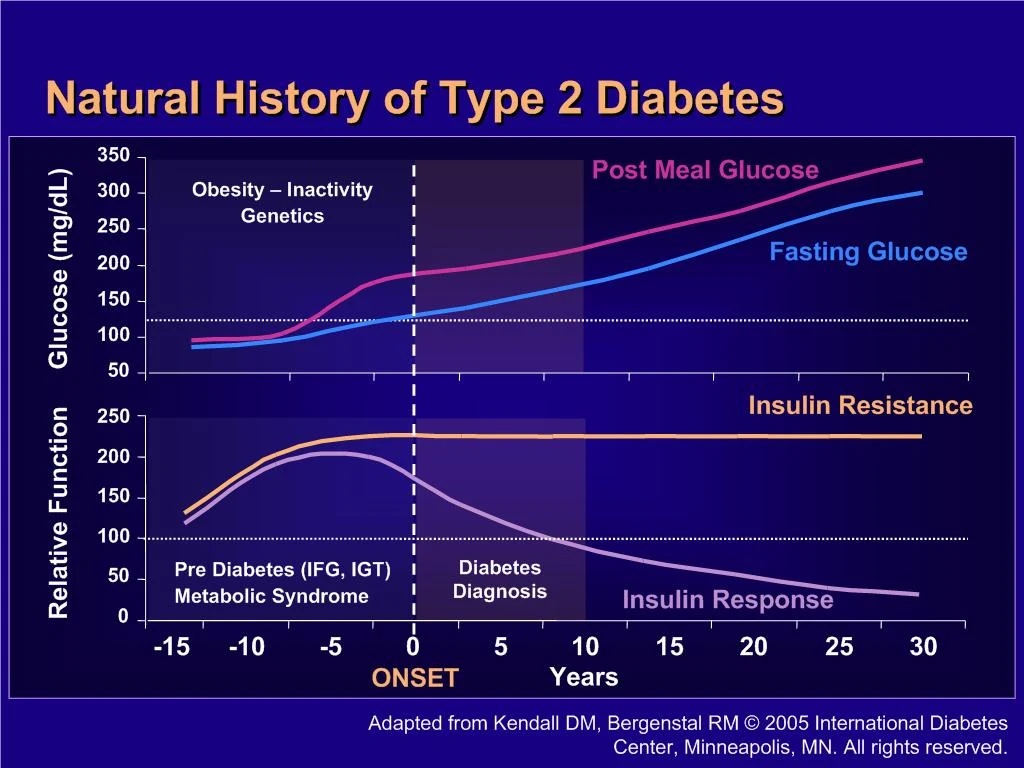 Natural History of Type 2 Diabetes
350
300
250
200
150
100
50
Glucose (mg/dL)
Obesity – Inactivity
Genetics
Post Meal Glucose
Fasting Glucose
Insulin Resistance
250
200
150
100
50
0
Relative Function
Pre Diabetes (IFG, IGT)
Metabolic Syndrome
Diabetes
Diagnosis
Insulin Response
-15 -10 -5 0 5 10 15 20 25 30
ONSET Years
Adapted from Kendall DM, Bergenstal RM © 2005 International Diabetes
Center, Minneapolis, MN. All rights reserved.